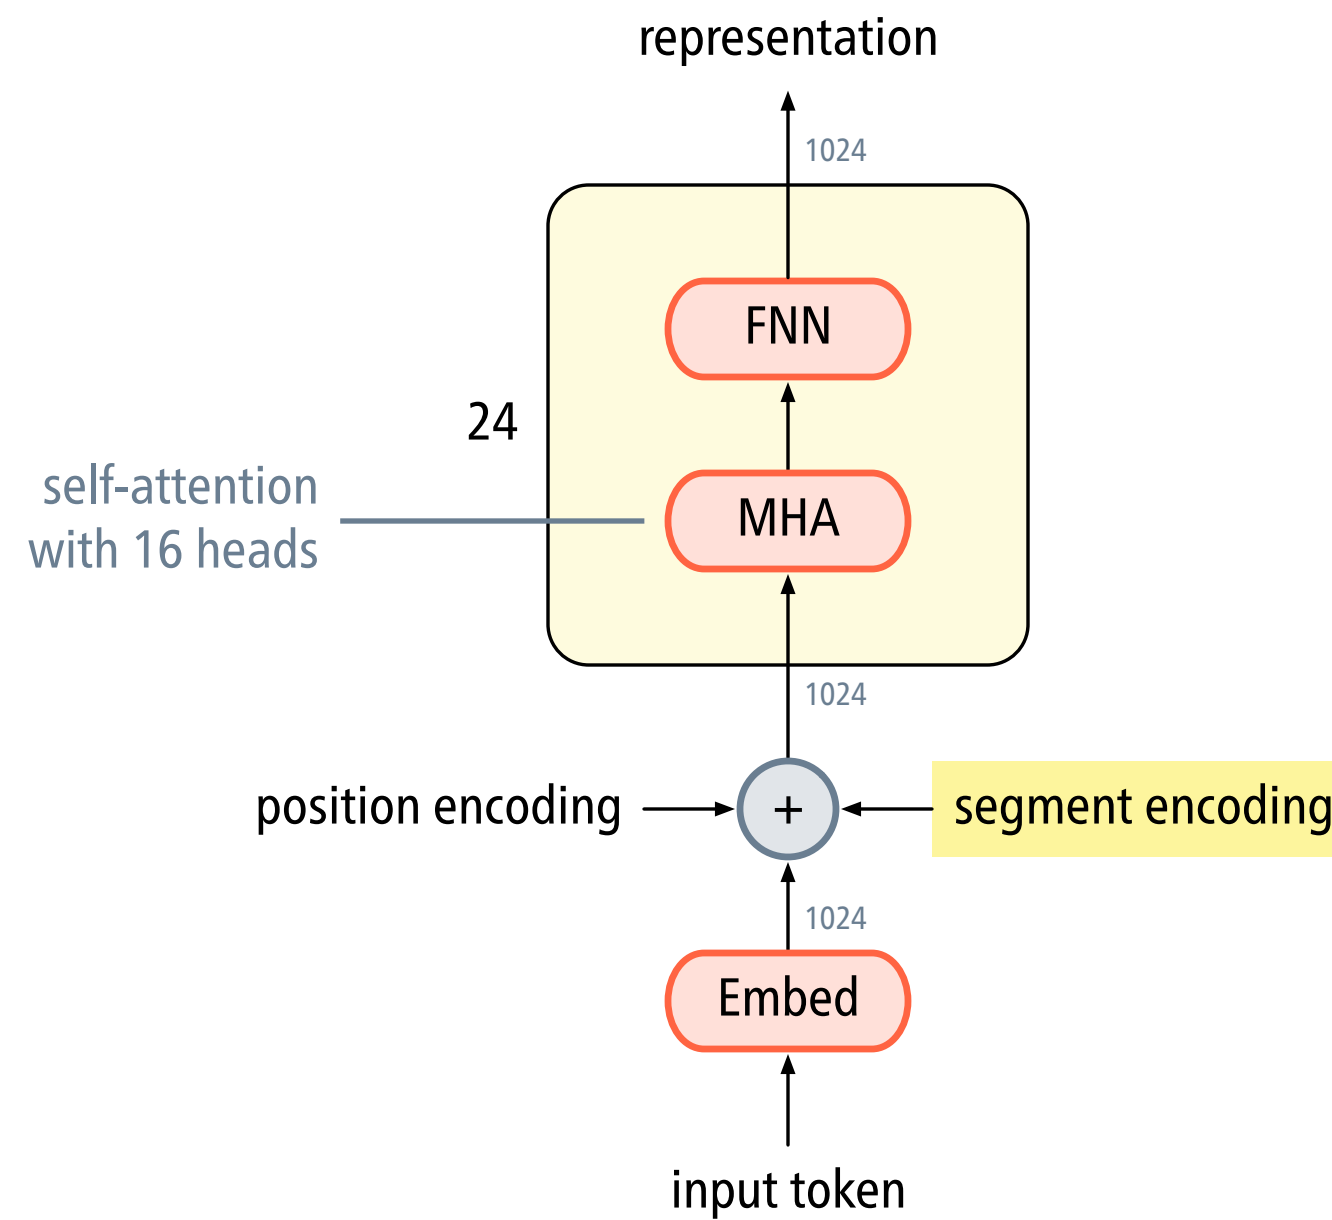 representation
1024
FNN
24
self-attention
with 16 heads
MHA
1024
position encoding
+
segment encoding
1024
Embed
input token